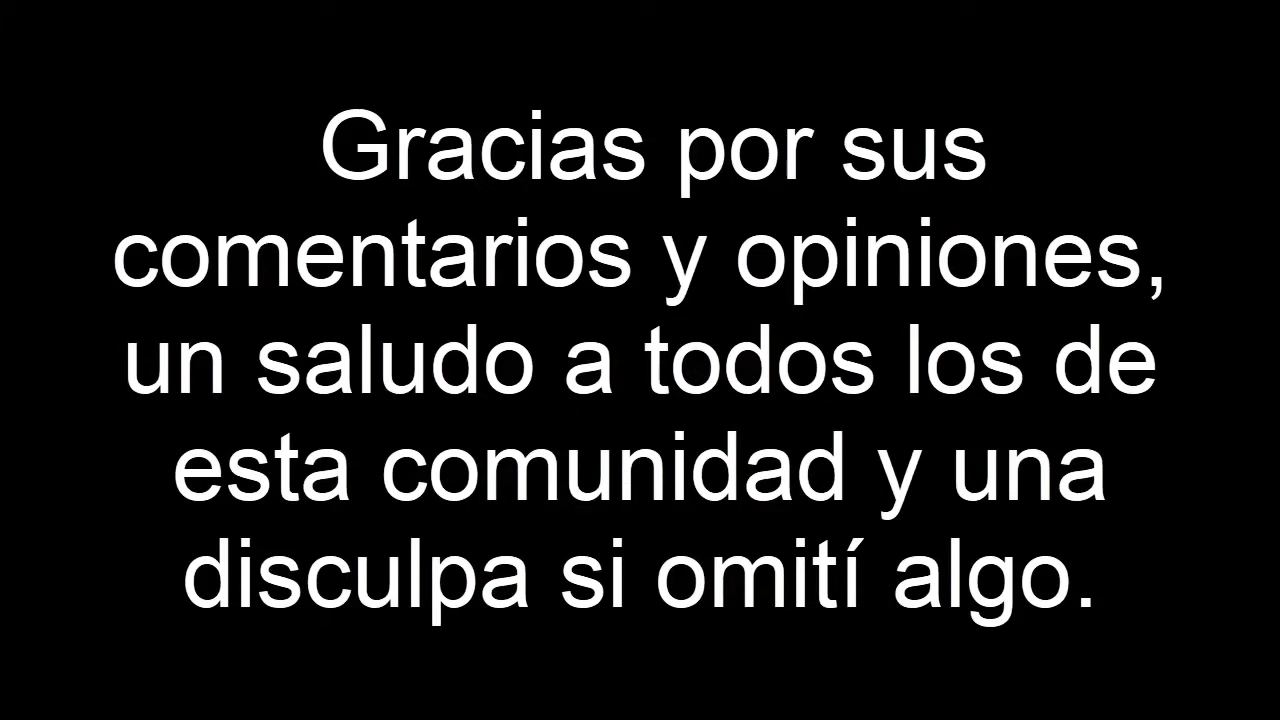 Gracias por sus
comentarios y opiniones,
un saludo a todos los de
esta comunidad y una
disculpa si omití algo.